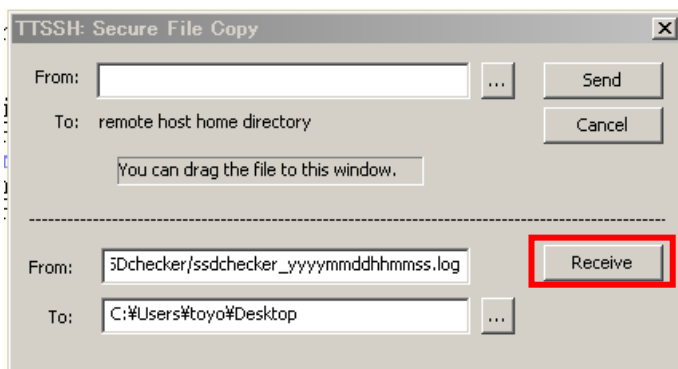 TTSSH: Secure File Copy
From:
...
Send
To: remote host home directory
Cancel
You can drag the file to this window.
From: SDchecker/ssdchecker_yyyymmddhhmmss.log
Receive
To: C:¥Users¥toyo¥Desktop
...